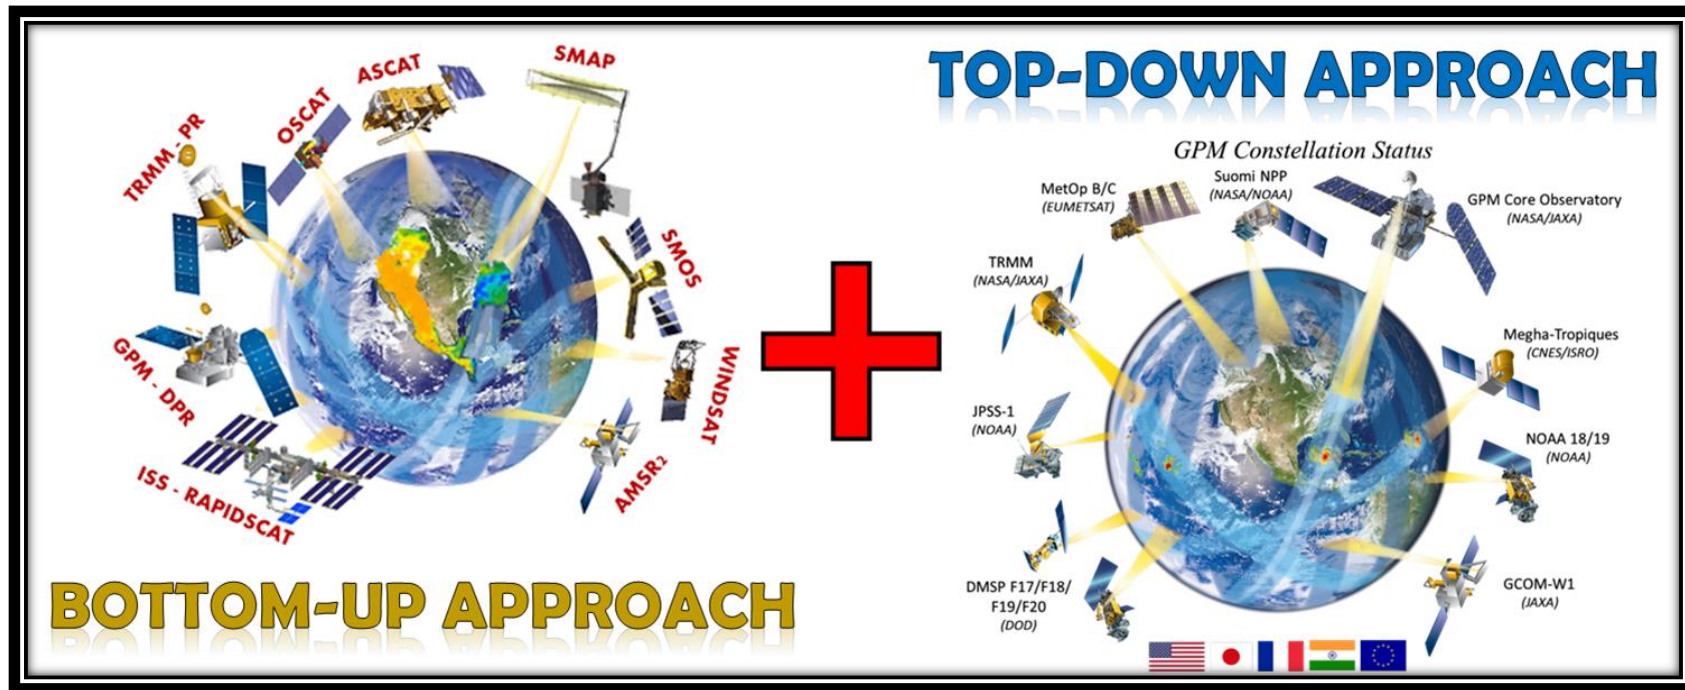 BOTTOM-UP APPROACH
TRMM - PR
OSCAT
ASCAT
SMAP
SMOS
WINDSAT
AMSR2
ISS - RAPIDSCAT
GPM - DPR
TOP-DOWN APPROACH
GPM Constellation Status
MetOp B/C
(EUMETSAT)
Suomi NPP
(NASA/NOAA)
GPM Core Observatory
(NASA/JAXA)
TRMM
(NASA/JAXA)
Megha-Tropiques
(CNES/ISRO)
JPSS-1
(NOAA)
NOAA 18/19
(NOAA)
DMSP F17/F18/
F19/F20
(DOD)
GCOM-W1
(JAXA)